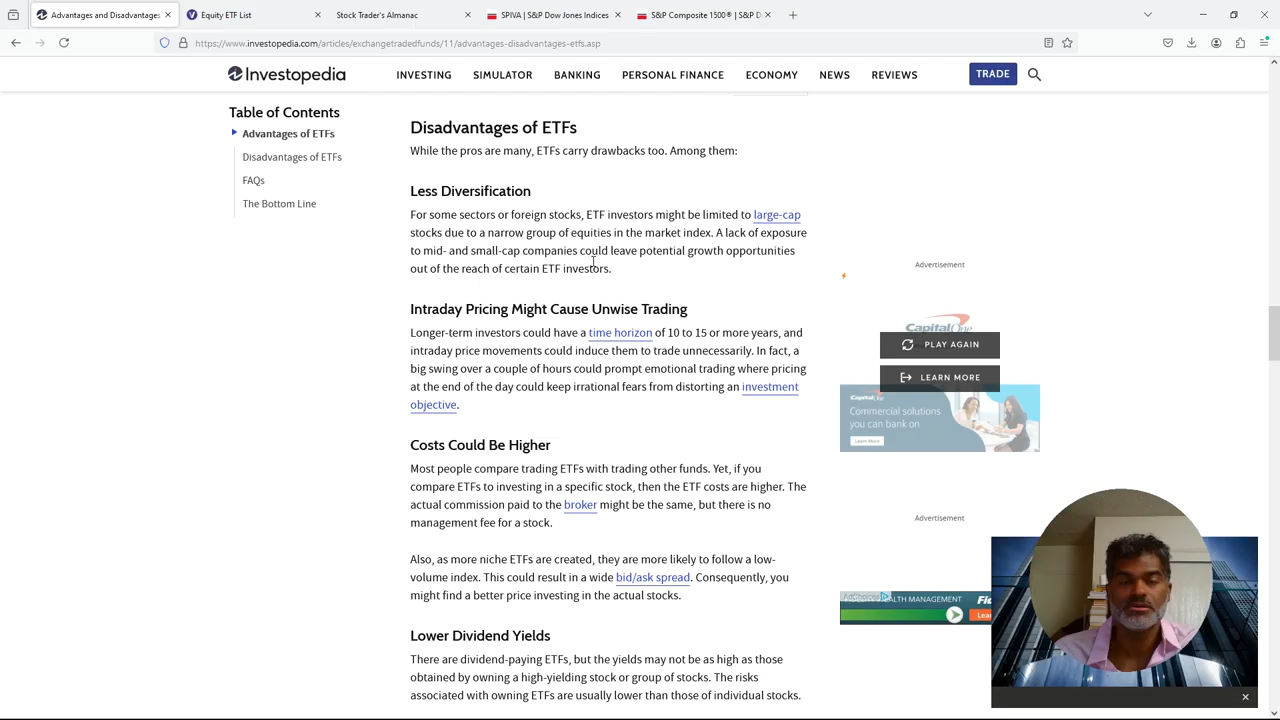 Advantages and Disadvantages of
Equity ETF List
Stock Trader's Almanac
SPIVA | S&P Dow Jones Indices
S&P Composite 1500® | S&P D
https://www.investopedia.com/articles/exchangetradedfunds/11/advantages-disadvantages-etfs.asp
Investopedia
INVESTING
SIMULATOR
BANKING
PERSONAL FINANCE
ECONOMY
NEWS
REVIEWS
TRADE
Table of Contents
Advantages of ETFs
Disadvantages of ETFs
FAQs
The Bottom Line
Disadvantages of ETFs
While the pros are many, ETFs carry drawbacks too. Among them:
Less Diversification
For some sectors or foreign stocks, ETF investors might be limited to large-cap
stocks due to a narrow group of equities in the market index. A lack of exposure
to mid- and small-cap companies could leave potential growth opportunities
out of the reach of certain ETF investors.
Intraday Pricing Might Cause Unwise Trading
Longer-term investors could have a time horizon of 10 to 15 or more years, and
intraday price movements could induce them to trade unnecessarily. In fact, a
big swing over a couple of hours could prompt emotional trading where pricing
at the end of the day could keep irrational fears from distorting an investment
objective.
Costs Could Be Higher
Most people compare trading ETFs with trading other funds. Yet, if you
compare ETFs to investing in a specific stock, then the ETF costs are higher. The
actual commission paid to the broker might be the same, but there is no
management fee for a stock.
Also, as more niche ETFs are created, they are more likely to follow a low-
volume index. This could result in a wide bid/ask spread. Consequently, you
might find a better price investing in the actual stocks.
Lower Dividend Yields
There are dividend-paying ETFs, but the yields may not be as high as those
obtained by owning a high-yielding stock or group of stocks. The risks
associated with owning ETFs are usually lower than those of individual stocks.
Advertisement
Capital One
PLAY AGAIN
LEARN MORE
Capital One
Commercial solutions
you can bank on
Learn More
Advertisement
WEALTH MANAGEMENT